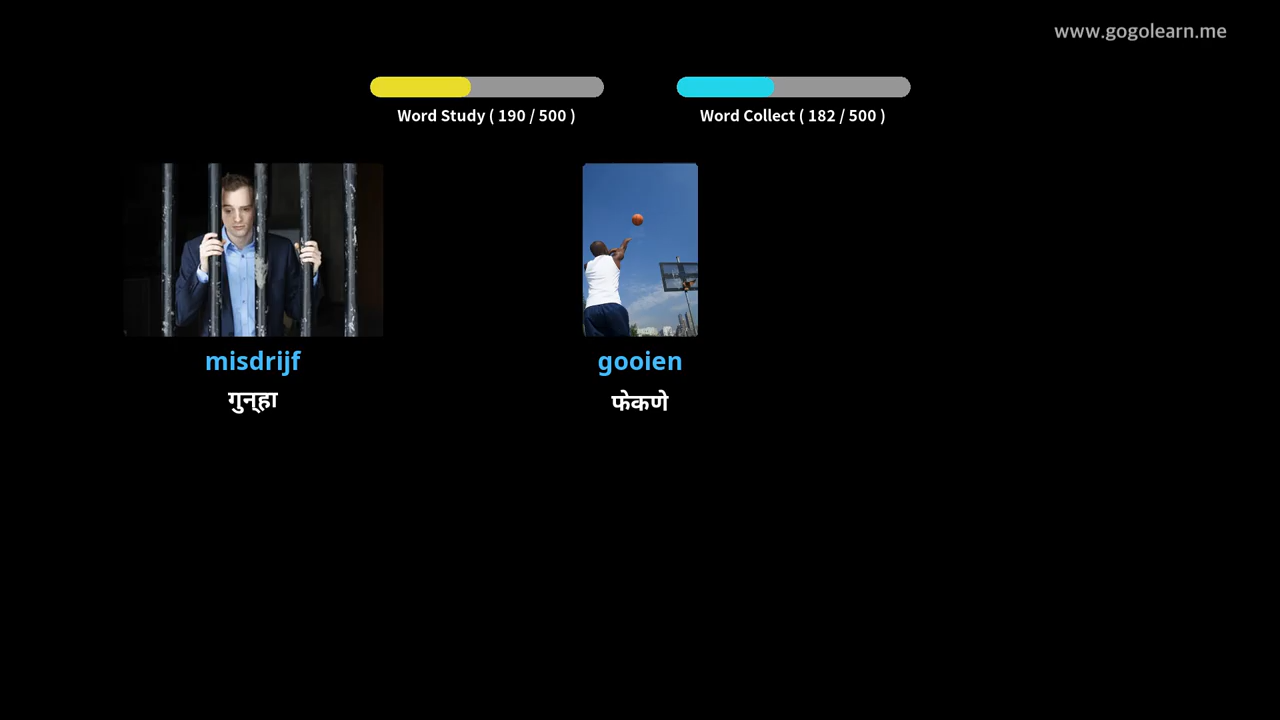 www.gogolearn.me
Word Study ( 190 / 500 )
Word Collect ( 182 / 500 )
misdrijf
gooien
गुन्हा
फेकणे